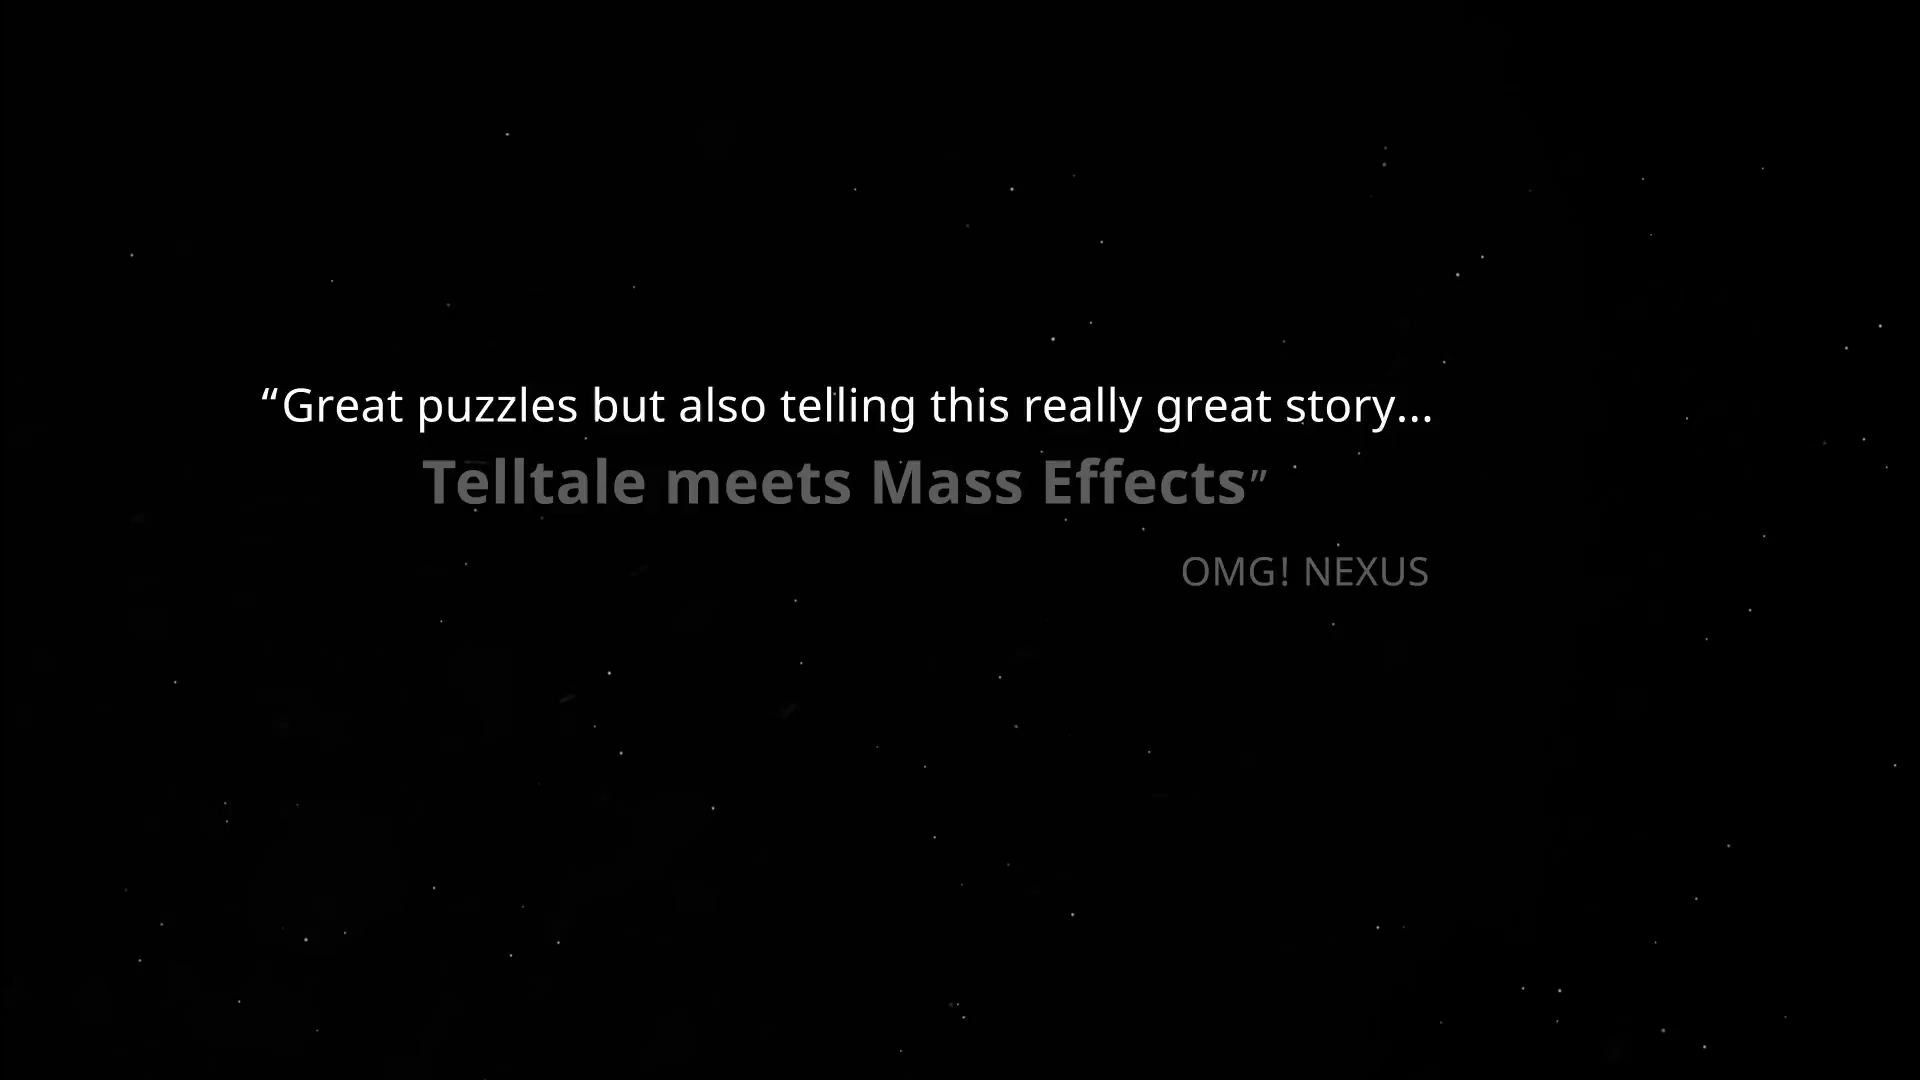 “Great puzzles but also telling this really great story...
Telltale meets Mass Effects”
OMG! NEXUS